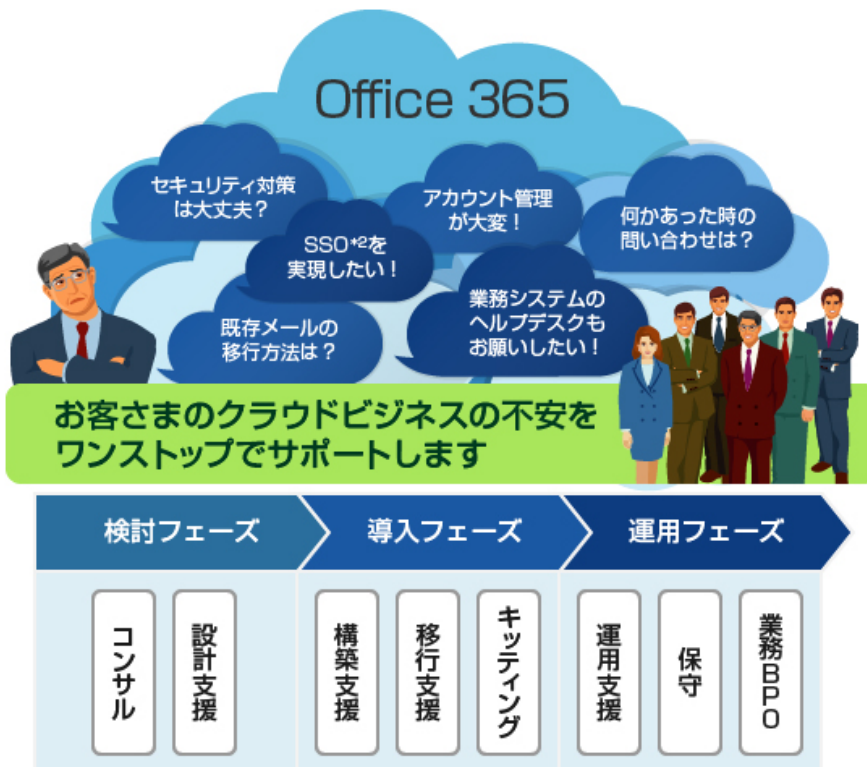 Office 365
セキュリティ対策
は大丈夫？
アカウント管理
が大変！
何かあった時の
問い合わせは？
SSO*2を
実現したい！
業務システムの
ヘルプデスクも
お願いしたい！
既存メールの
移行方法は？
お客さまのクラウドビジネスの不安を
ワンストップでサポートします
検討フェーズ
導入フェーズ
運用フェーズ
コンサル
設計支援
構築支援
移行支援
キッティング
運用支援
保守
業務BPO